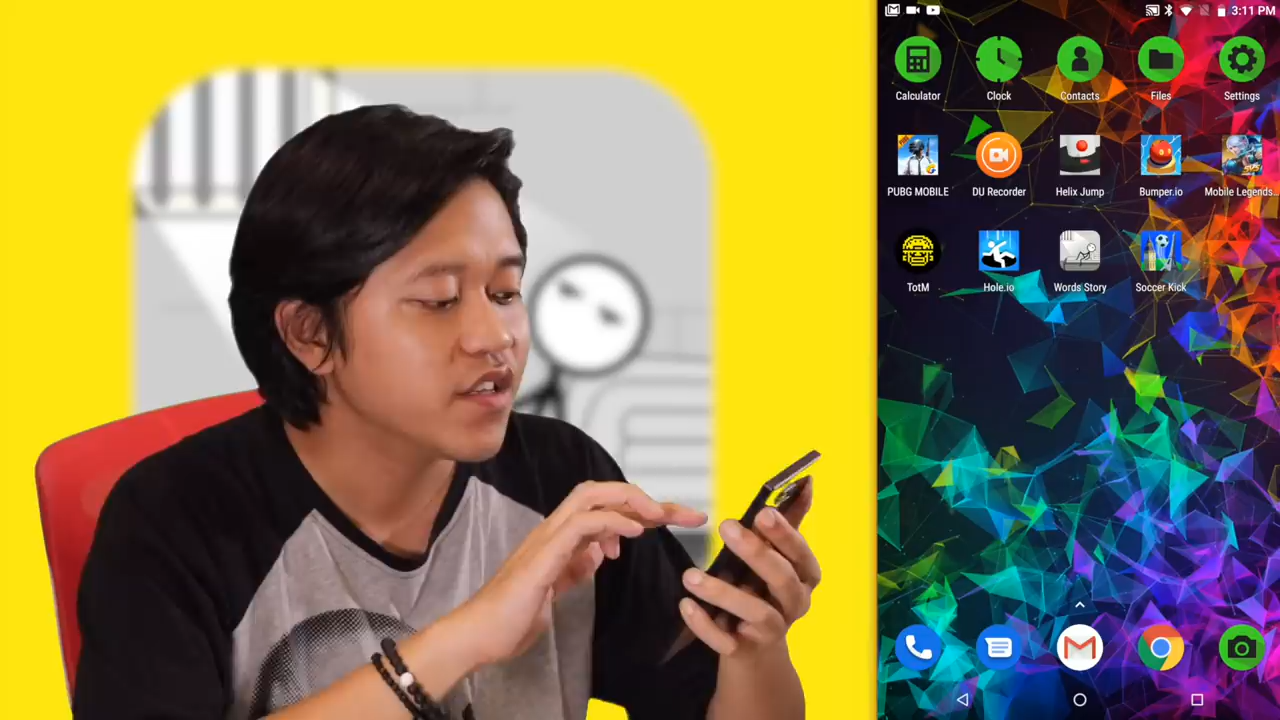 3:11 PM
Calculator Clock Contacts Files Settings
PUBG MOBILE DU Recorder Helix Jump Bumper.io Mobile Legends...
TotM Hole.io Words Story Soccer Kick